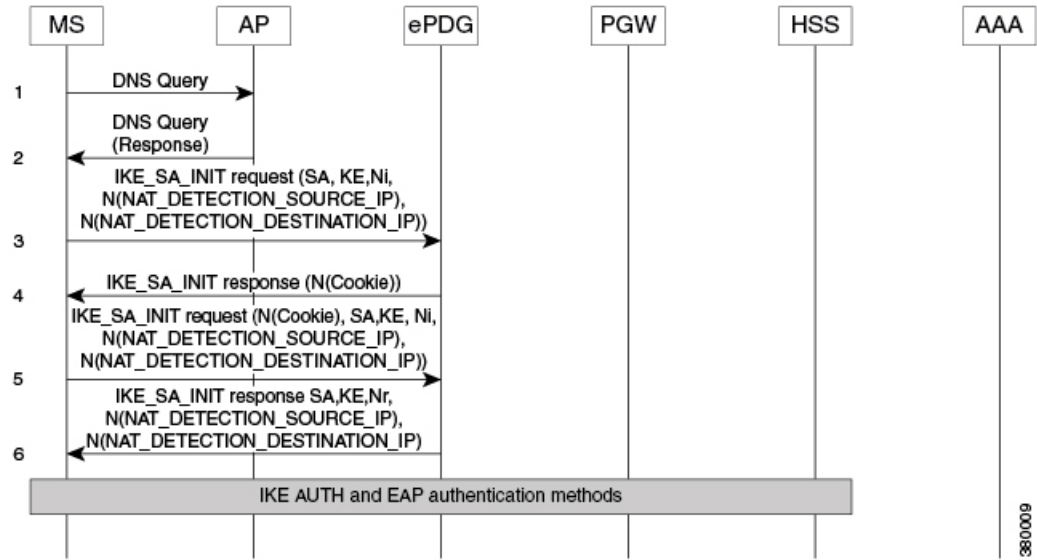 MS AP ePDG PGW HSS AAA
DNS Query
1
DNS Query
(Response)
2
IKE_SA_INIT request (SA, KE,Ni,
N(NAT_DETECTION_SOURCE_IP),
N(NAT_DETECTION_DESTINATION_IP))
3
IKE_SA_INIT response (N(Cookie))
4
IKE_SA_INIT request (N(Cookie), SA,KE, Ni,
N(NAT_DETECTION_SOURCE_IP),
N(NAT_DETECTION_DESTINATION_IP))
5
IKE_SA_INIT response SA,KE,Nr,
N(NAT_DETECTION_SOURCE_IP),
N(NAT_DETECTION_DESTINATION_IP)
6
IKE AUTH and EAP authentication methods
380009